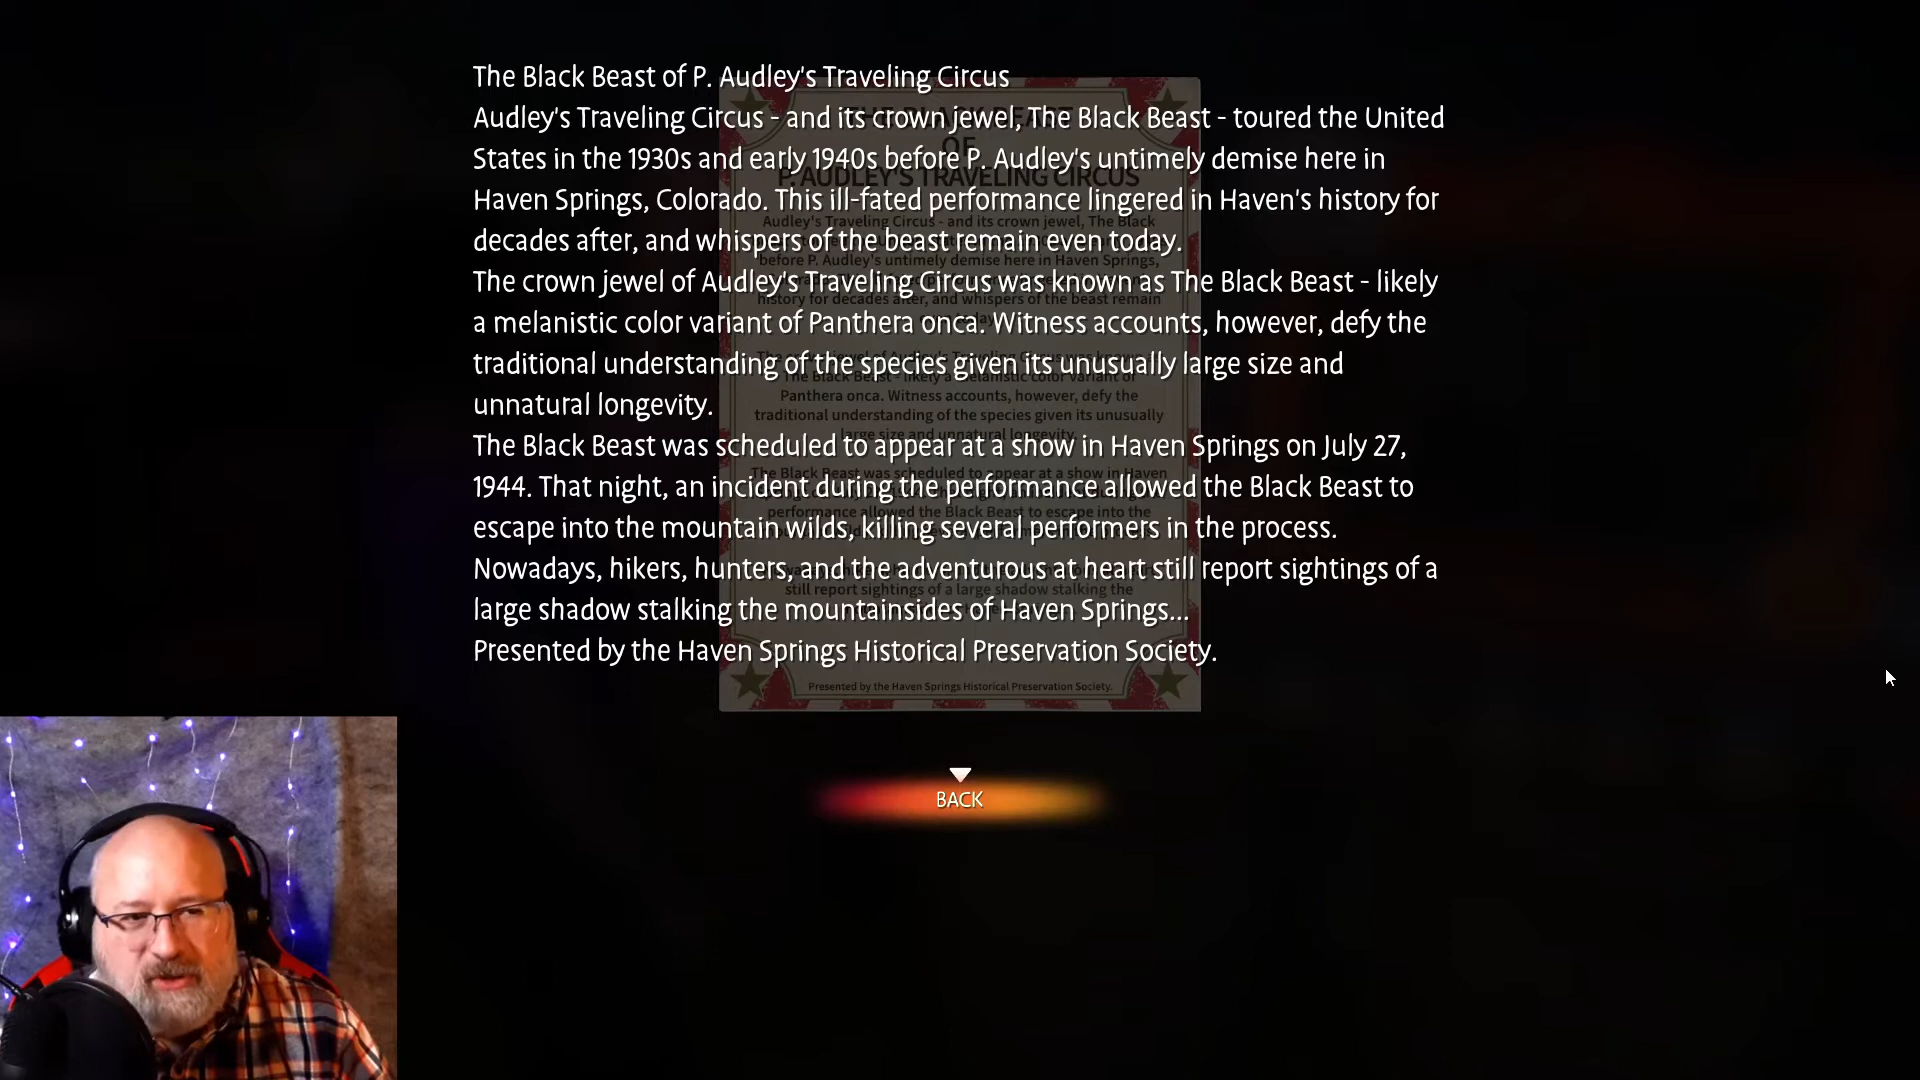 The Black Beast of P. Audley's Traveling Circus
Audley's Traveling Circus - and its crown jewel, The Black Beast - toured the United
States in the 1930s and early 1940s before P. Audley's untimely demise here in
Haven Springs, Colorado. This ill-fated performance lingered in Haven's history for
decades after, and whispers of the beast remain even today.
The crown jewel of Audley's Traveling Circus was known as The Black Beast - likely
a melanistic color variant of Panthera onca. Witness accounts, however, defy the
traditional understanding of the species given its unusually large size and
unnatural longevity.
The Black Beast was scheduled to appear at a show in Haven Springs on July 27,
1944. That night, an incident during the performance allowed the Black Beast to
escape into the mountain wilds, killing several performers in the process.
Nowadays, hikers, hunters, and the adventurous at heart still report sightings of a
large shadow stalking the mountainsides of Haven Springs...
Presented by the Haven Springs Historical Preservation Society.
Presented by the Haven Springs Historical Preservation Society.
BACK